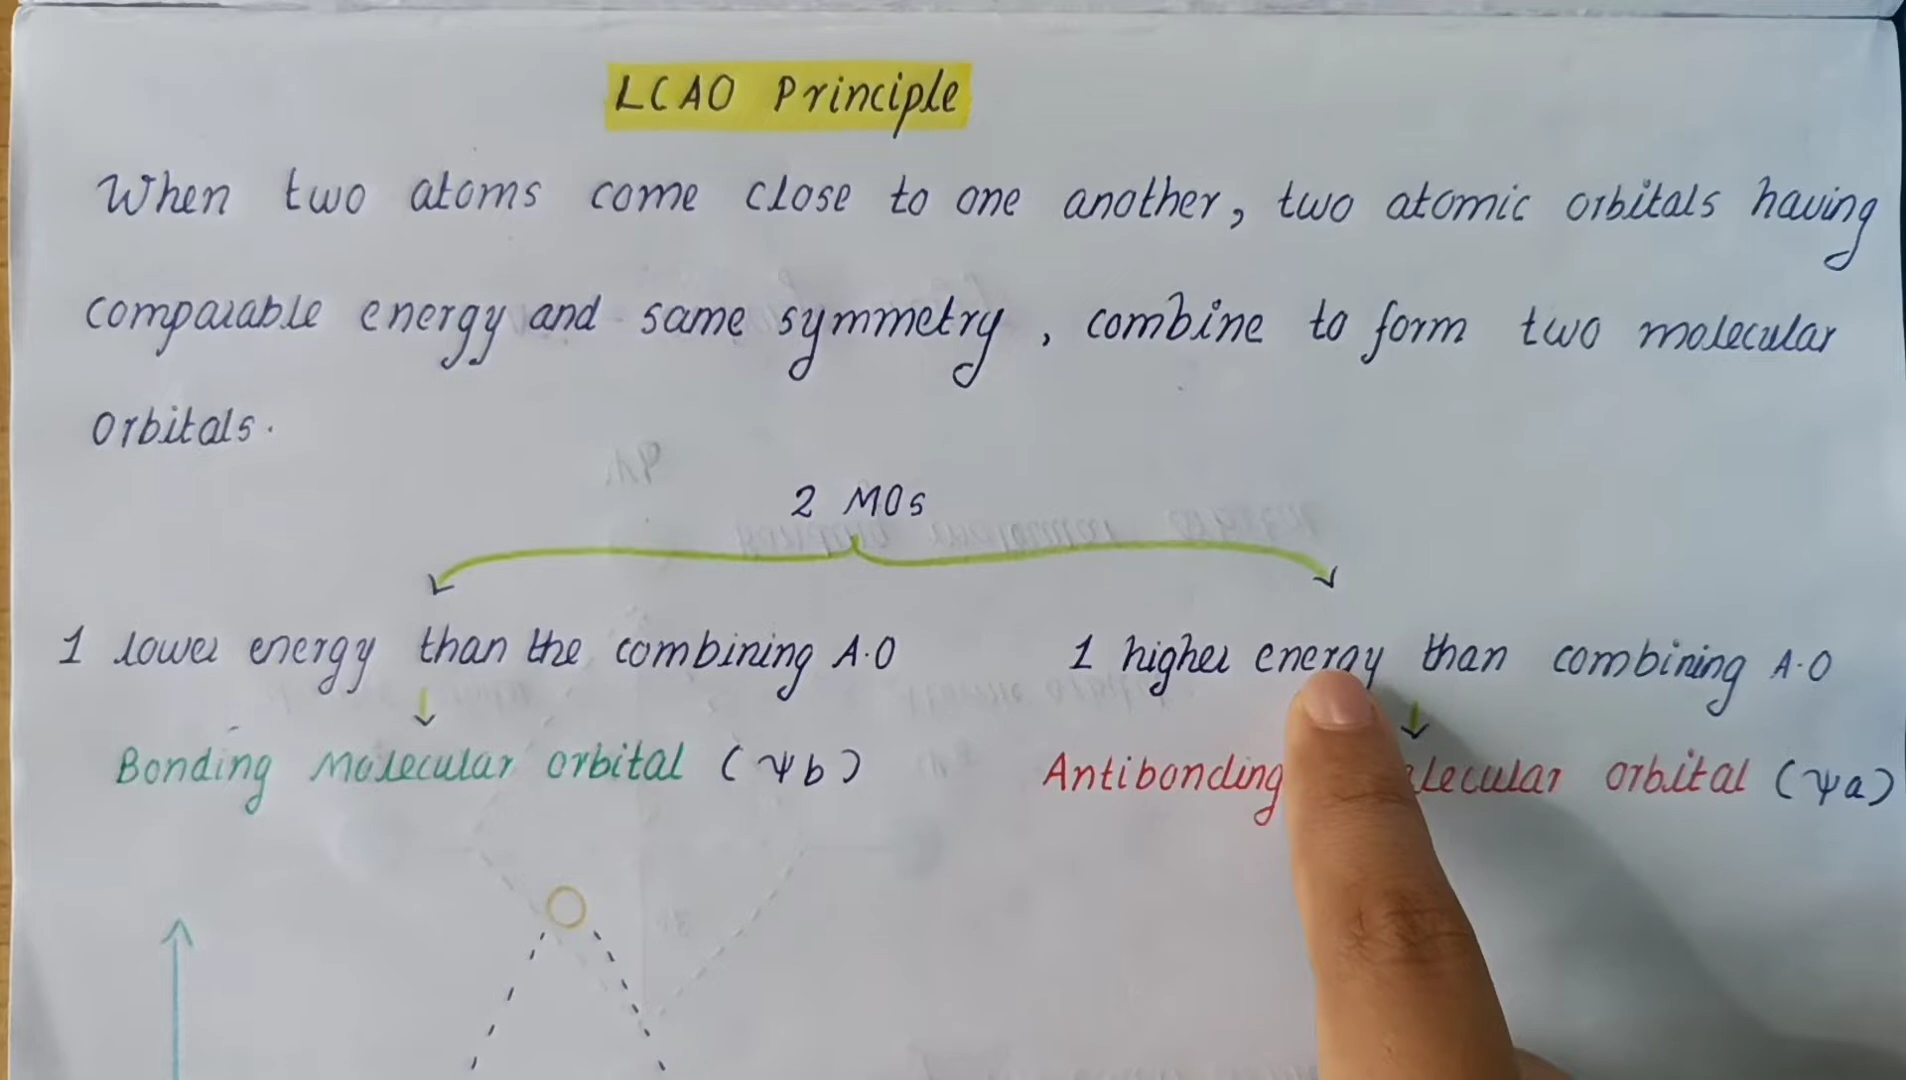 LCAO Principle
When two atoms come close to one another, two atomic orbitals having
comparable energy and same symmetry, combine to form two molecular
orbitals.
2 MOs
1 lower energy than the combining A.O
1 higher energy than combining A.O
Bonding Molecular orbital (ψb)
Antibonding orbital (ψa)